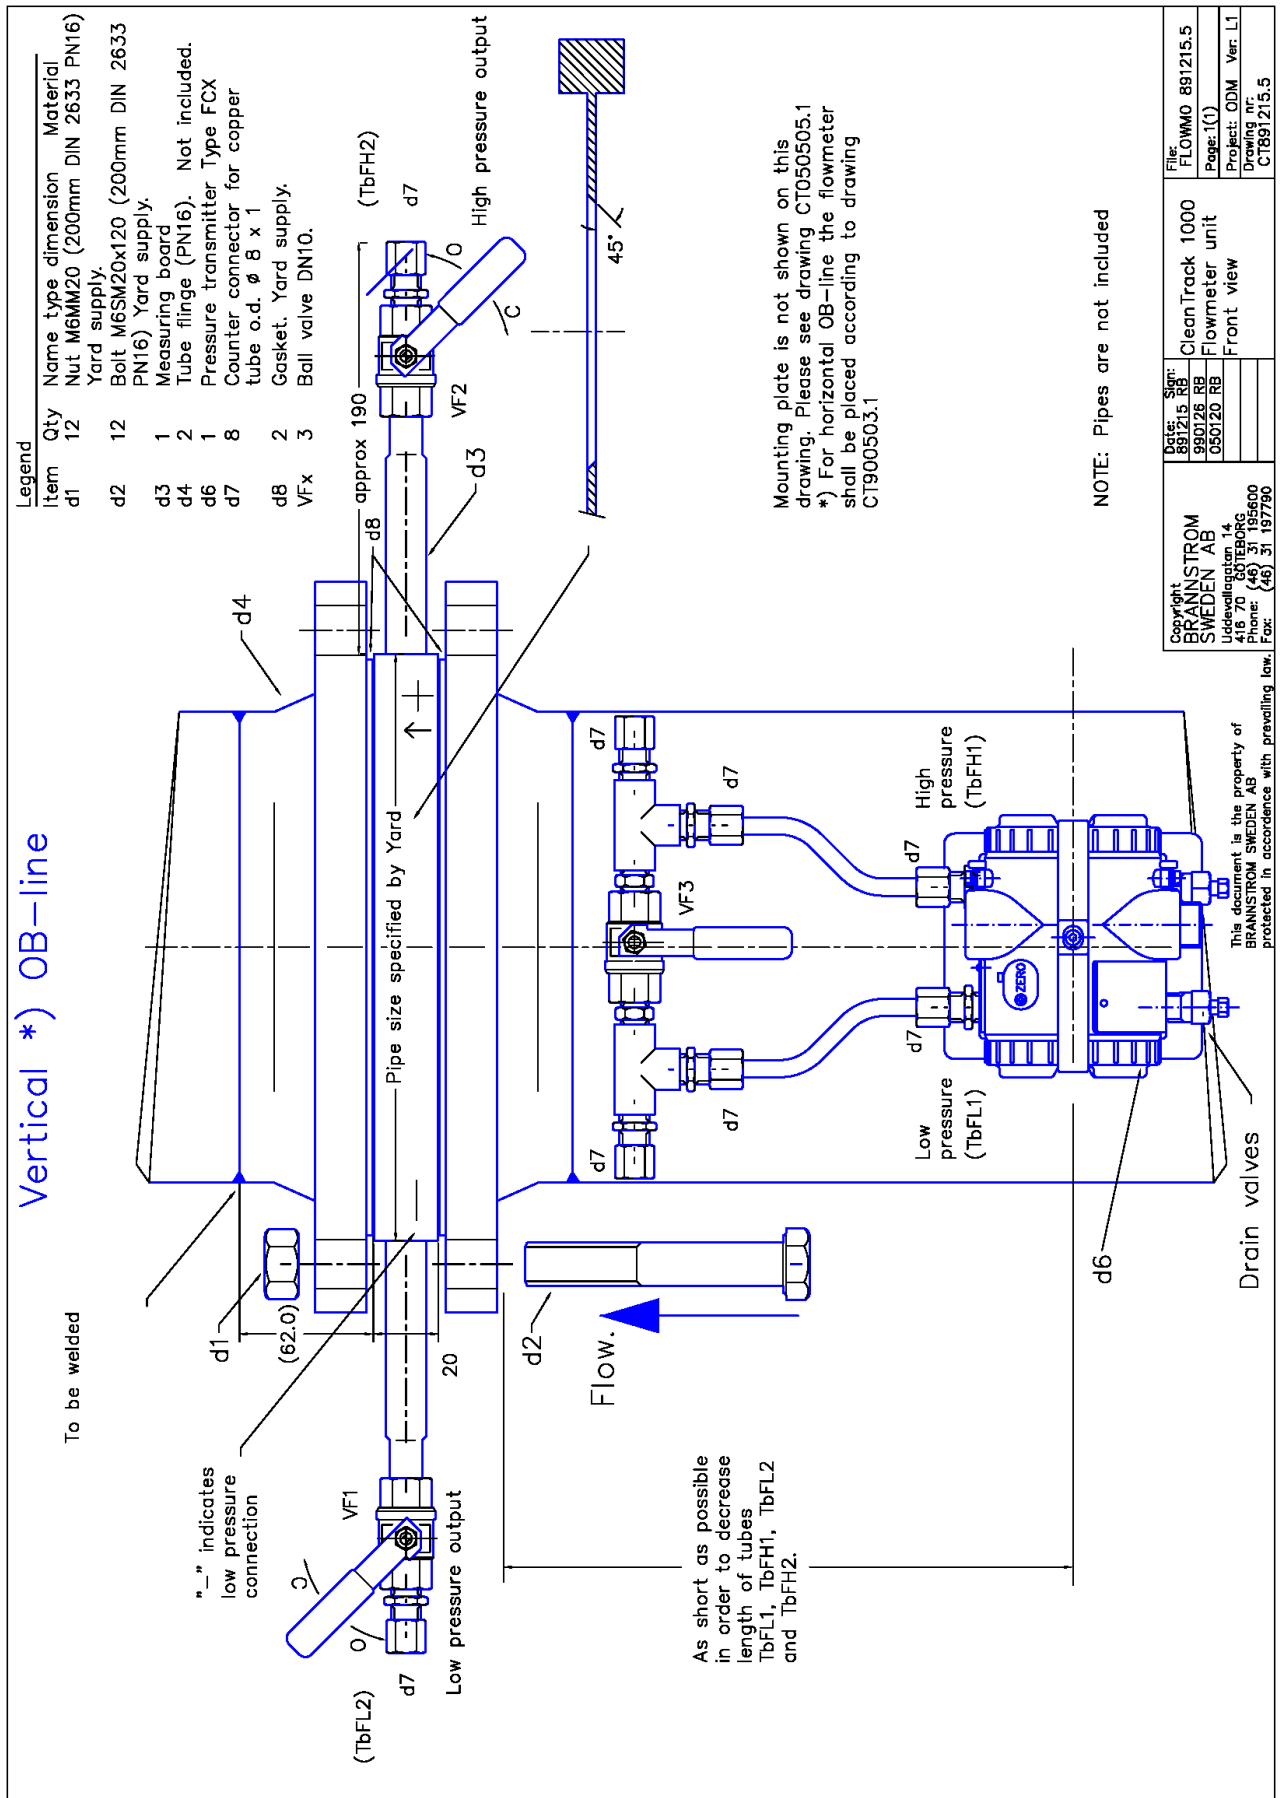 Vertical *) OB-line
Legend
Item Qty Name type dimension Material
d1 12 Nut M6MM20 (200mm DIN 2633 PN16)
Yard supply.
d2 12 Bolt M6SM20x120 (200mm DIN 2633
PN16) Yard supply.
d3 1 Measuring board
d4 2 Tube flinge (PN16). Not included.
d6 1 Pressure transmitter Type FCX
d7 8 Counter connector for copper
tube o.d. ø 8 x 1
d8 2 Gasket. Yard supply.
VFx 3 Ball valve DN10.
To be welded
"-" indicates
low pressure
connection
d1
(62.0)
20
d4
d8
approx 190
(TbFH2)
d7
High pressure output
O
C
VF2
d3
45°
Pipe size specified by Yard
+
-
VF1
C
O
(TbFL2)
d7
Low pressure output
d2
Flow.
As short as possible
in order to decrease
length of tubes
TbFL1, TbFH1, TbFL2
and TbFH2.
d7
d7
VF3
d7
d7
d7
d7
High
pressure
(TbFH1)
Low
pressure
(TbFL1)
ZERO
d6
Drain valves
Mounting plate is not shown on this
drawing. Please see drawing CT050505.1
*) For horizontal OB-line the flowmeter
shall be placed according to drawing
CT900503.1
NOTE: Pipes are not included
This document is the property of
BRANNSTROM SWEDEN AB
protected in accordence with prevailing law.
Copyright
BRANNSTROM
SWEDEN AB
Uddevallagatan 14
416 70 GÖTEBORG
Phone: (46) 31 195600
Fax: (46) 31 197790
Date: Sign:
891215 RB
990126 RB
050120 RB
CleanTrack 1000
Flowmeter unit
Front view
File:
FLOWMO 891215.5
Page: 1(1)
Project: ODM Ver: L1
Drawing nr:
CT891215.5